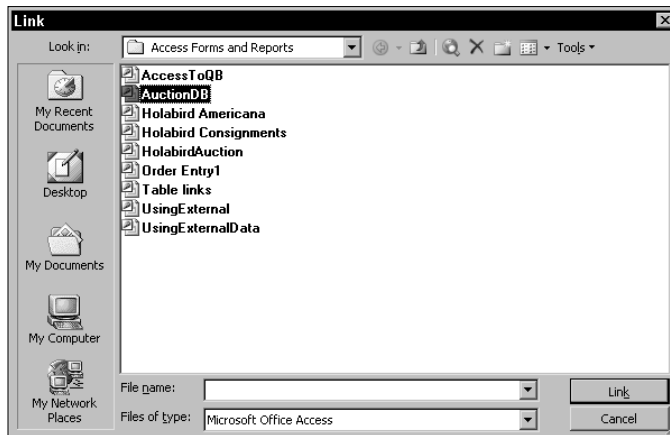 Link
Look in:
Access Forms and Reports
Tools
My Recent
Documents
Desktop
My Documents
My Computer
My Network
Places
AccessToQB
AuctionDB
Holabird Americana
Holabird Consignments
HolabirdAuction
Order Entry1
Table links
UsingExternal
UsingExternalData
File name:
Link
Files of type:
Microsoft Office Access
Cancel